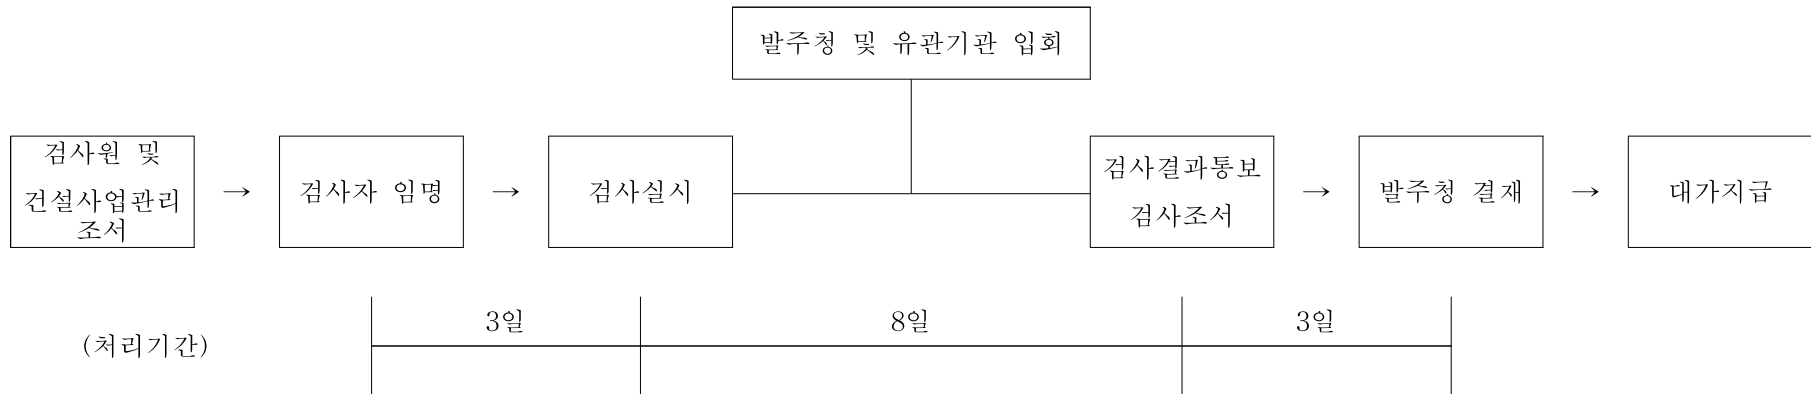 발주청 및 유관기관 입회
검사원 및
건설사업관리
조서
→
검사자 임명
→
검사실시
검사결과통보
검사조서
→
발주청 결재
→
대가지급
(처리기간)
3일
8일
3일